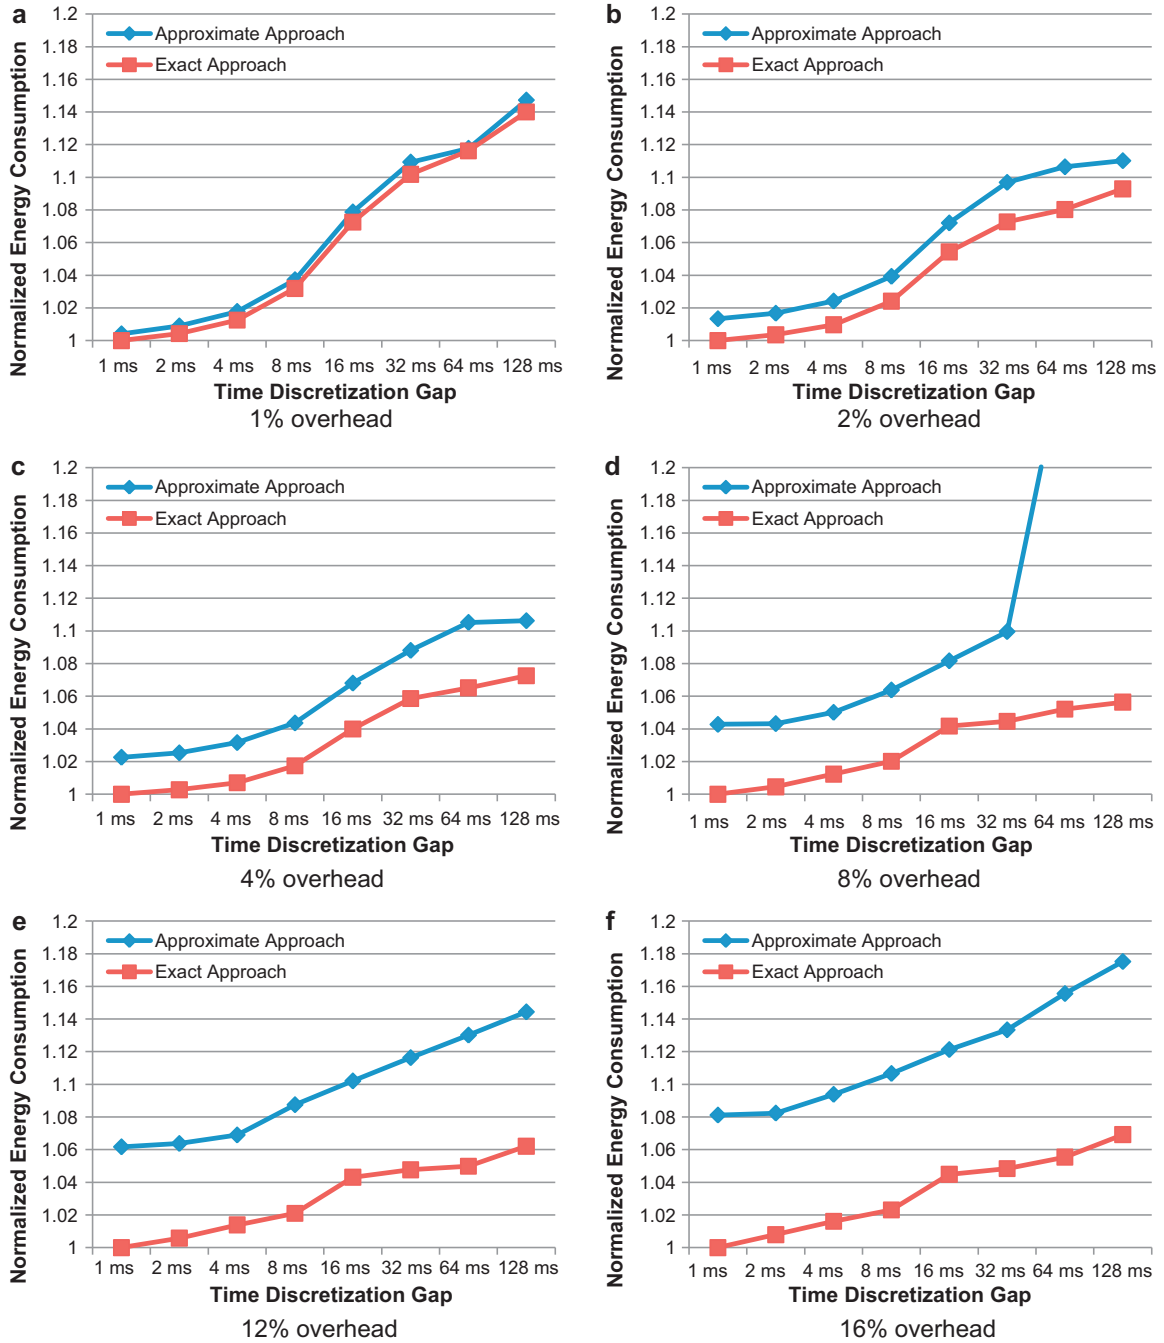 a
Normalized Energy Consumption
1.2
1.18
1.16
1.14
1.12
1.1
1.08
1.06
1.04
1.02
1
Approximate Approach
Exact Approach
1 ms 2 ms 4 ms 8 ms 16 ms 32 ms 64 ms 128 ms
Time Discretization Gap
1% overhead
b
Normalized Energy Consumption
1.2
1.18
1.16
1.14
1.12
1.1
1.08
1.06
1.04
1.02
1
Approximate Approach
Exact Approach
1 ms 2 ms 4 ms 8 ms 16 ms 32 ms 64 ms 128 ms
Time Discretization Gap
2% overhead
c
Normalized Energy Consumption
1.2
1.18
1.16
1.14
1.12
1.1
1.08
1.06
1.04
1.02
1
Approximate Approach
Exact Approach
1 ms 2 ms 4 ms 8 ms 16 ms 32 ms 64 ms 128 ms
Time Discretization Gap
4% overhead
d
Normalized Energy Consumption
1.2
1.18
1.16
1.14
1.12
1.1
1.08
1.06
1.04
1.02
1
Approximate Approach
Exact Approach
1 ms 2 ms 4 ms 8 ms 16 ms 32 ms 64 ms 128 ms
Time Discretization Gap
8% overhead
e
Normalized Energy Consumption
1.2
1.18
1.16
1.14
1.12
1.1
1.08
1.06
1.04
1.02
1
Approximate Approach
Exact Approach
1 ms 2 ms 4 ms 8 ms 16 ms 32 ms 64 ms 128 ms
Time Discretization Gap
12% overhead
f
Normalized Energy Consumption
1.2
1.18
1.16
1.14
1.12
1.1
1.08
1.06
1.04
1.02
1
Approximate Approach
Exact Approach
1 ms 2 ms 4 ms 8 ms 16 ms 32 ms 64 ms 128 ms
Time Discretization Gap
16% overhead